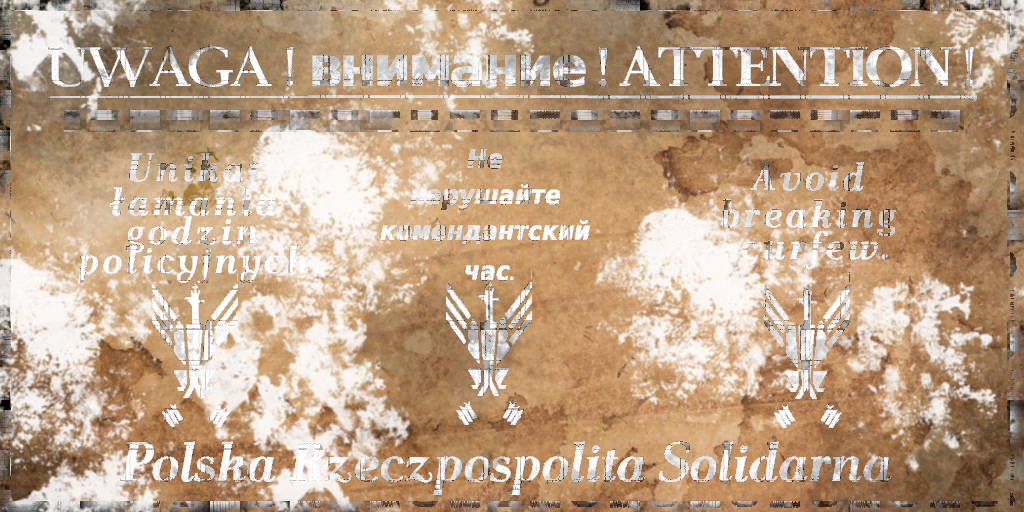 UWAGA ! внимание ! ATTENTION !
Unikaj
łamania
godzin
policyjnych.
Не
нарушайте
комендантский
час.
Avoid
breaking
curfew.
Polska Rzeczpospolita Solidarna